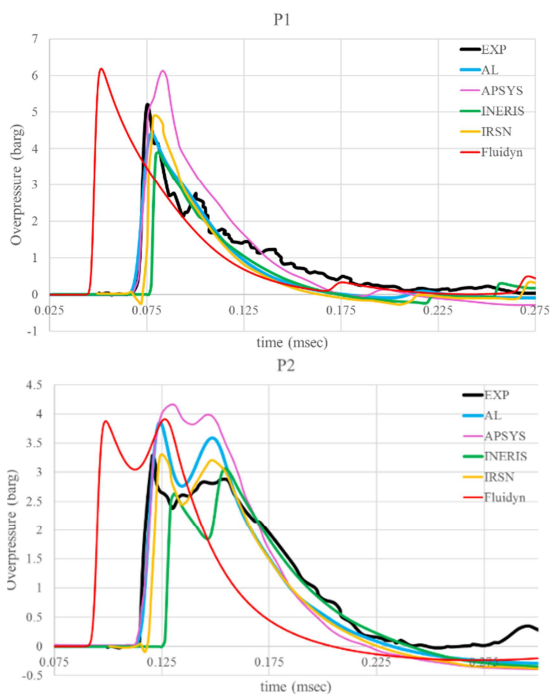 P1
7
6
5
4
3
2
1
0
-1
Overpressure (barg)
EXP
AL
APSYS
INERIS
IRSN
Fluidyn
0.025 0.075 0.125 0.175 0.225 0.275
time (msec)
P2
4.5
4
3.5
3
2.5
2
1.5
1
0.5
0
-0.5
Overpressure (barg)
EXP
AL
APSYS
INERIS
IRSN
Fluidyn
0.075 0.125 0.175 0.225 0.275
time (msec)